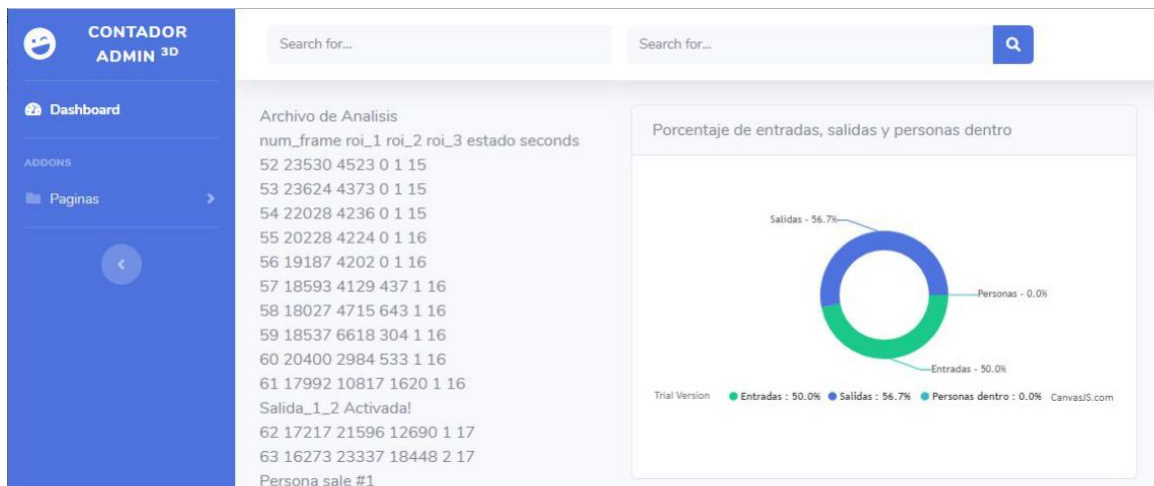 CONTADOR
ADMIN 3D
Dashboard
ADDONS
Paginas
Search for...
Search for...
Archivo de Analisis
num_frame roi_1 roi_2 roi_3 estado seconds
52 23530 4523 0 1 15
53 23624 4373 0 1 15
54 22028 4236 0 1 15
55 20228 4224 0 1 16
56 19187 4202 0 1 16
57 18593 4129 437 1 16
58 18027 4715 643 1 16
59 18537 6618 304 1 16
60 20400 2984 533 1 16
61 17992 10817 1620 1 16
Salida_1_2 Activada!
62 17217 21596 12690 1 17
63 16273 23337 18448 2 17
Persona sale #1
Porcentaje de entradas, salidas y personas dentro
Salidas - 56.7%
Personas - 0.0%
Entradas - 50.0%
Trial Version Entradas : 50.0% Salidas : 56.7% Personas dentro : 0.0% CanvasJS.com